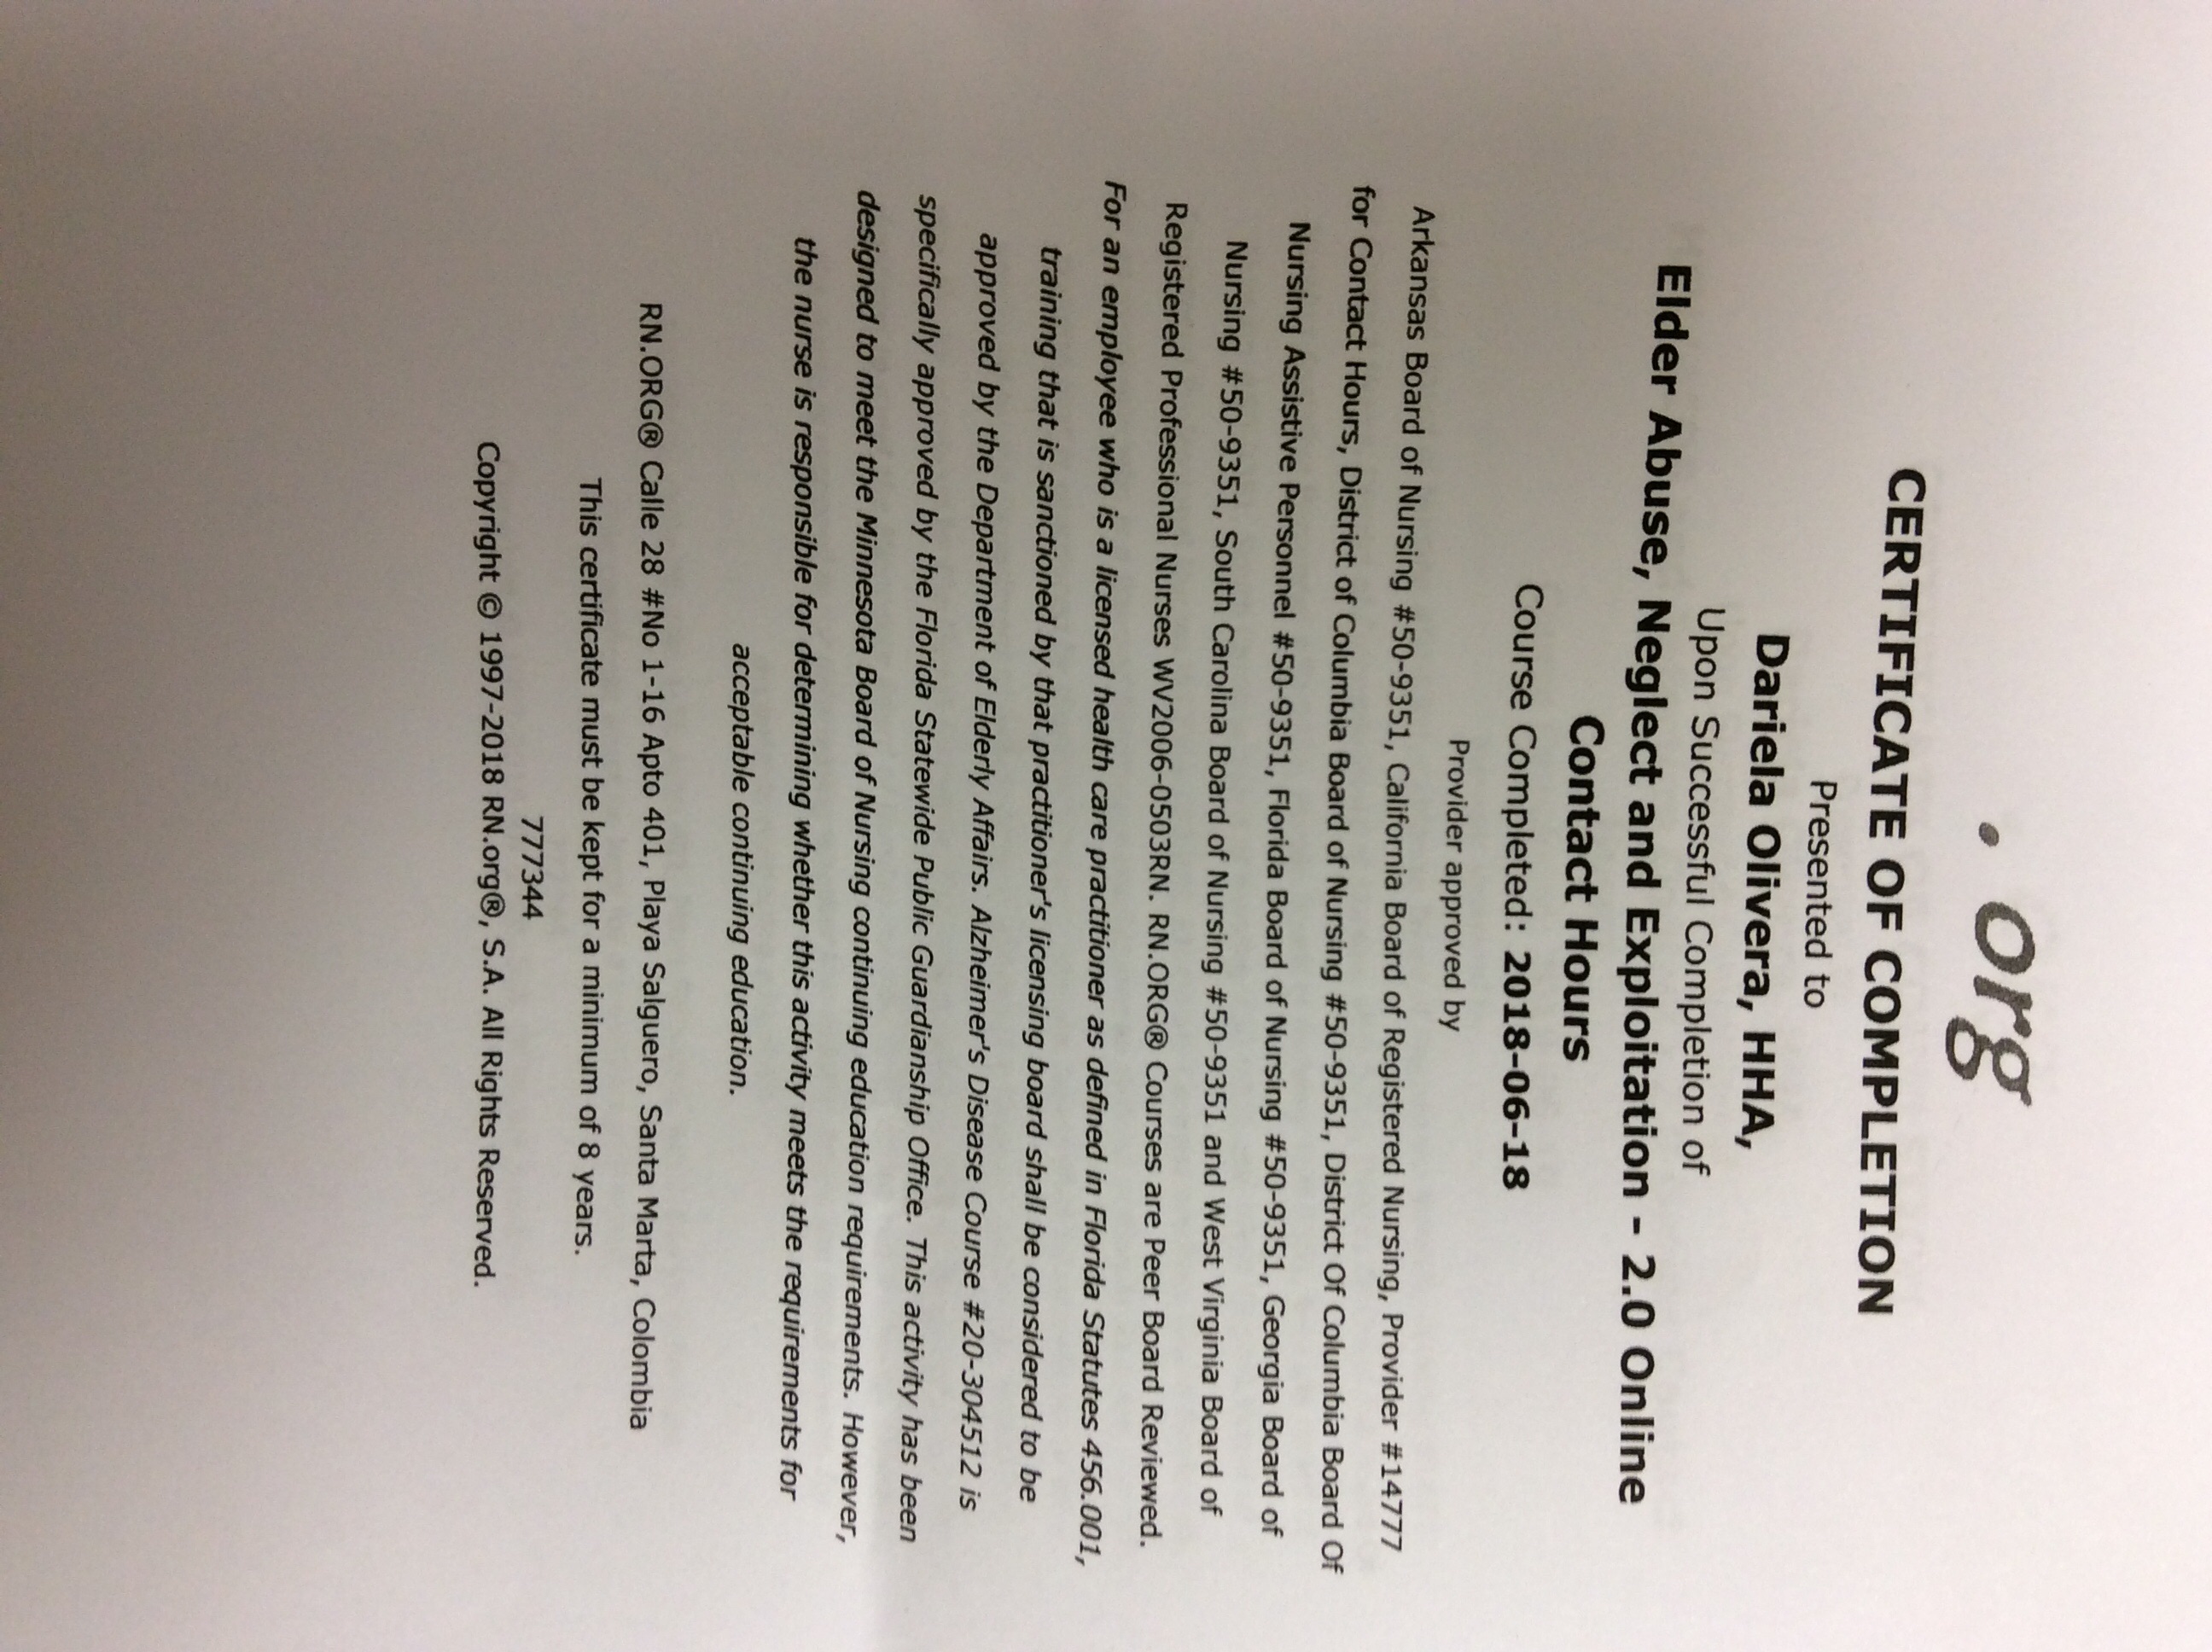 . org
CERTIFICATE OF COMPLETION
Presented to
Dariela Olivera, HHA,
Upon Successful Completion of
Elder Abuse, Neglect and Exploitation - 2.0 Online
Contact Hours
Course Completed: 2018-06-18
Provider approved by
Arkansas Board of Nursing #50-9351, California Board of Registered Nursing, Provider #14777
for Contact Hours, District of Columbia Board of Nursing #50-9351, District Of Columbia Board Of
Nursing Assistive Personnel #50-9351, Florida Board of Nursing #50-9351, Georgia Board of
Nursing #50-9351, South Carolina Board of Nursing #50-9351 and West Virginia Board of
Registered Professional Nurses WV2006-0503RN. RN.ORG® Courses are Peer Board Reviewed.
For an employee who is a licensed health care practitioner as defined in Florida Statutes 456.001,
training that is sanctioned by that practitioner's licensing board shall be considered to be
approved by the Department of Elderly Affairs. Alzheimer's Disease Course #20-304512 is
specifically approved by the Florida Statewide Public Guardianship Office. This activity has been
designed to meet the Minnesota Board of Nursing continuing education requirements. However,
the nurse is responsible for determining whether this activity meets the requirements for
acceptable continuing education.
RN.ORG® Calle 28 #No 1-16 Apto 401, Playa Salguero, Santa Marta, Colombia
This certificate must be kept for a minimum of 8 years.
777344
Copyright © 1997-2018 RN.org®, S.A. All Rights Reserved.